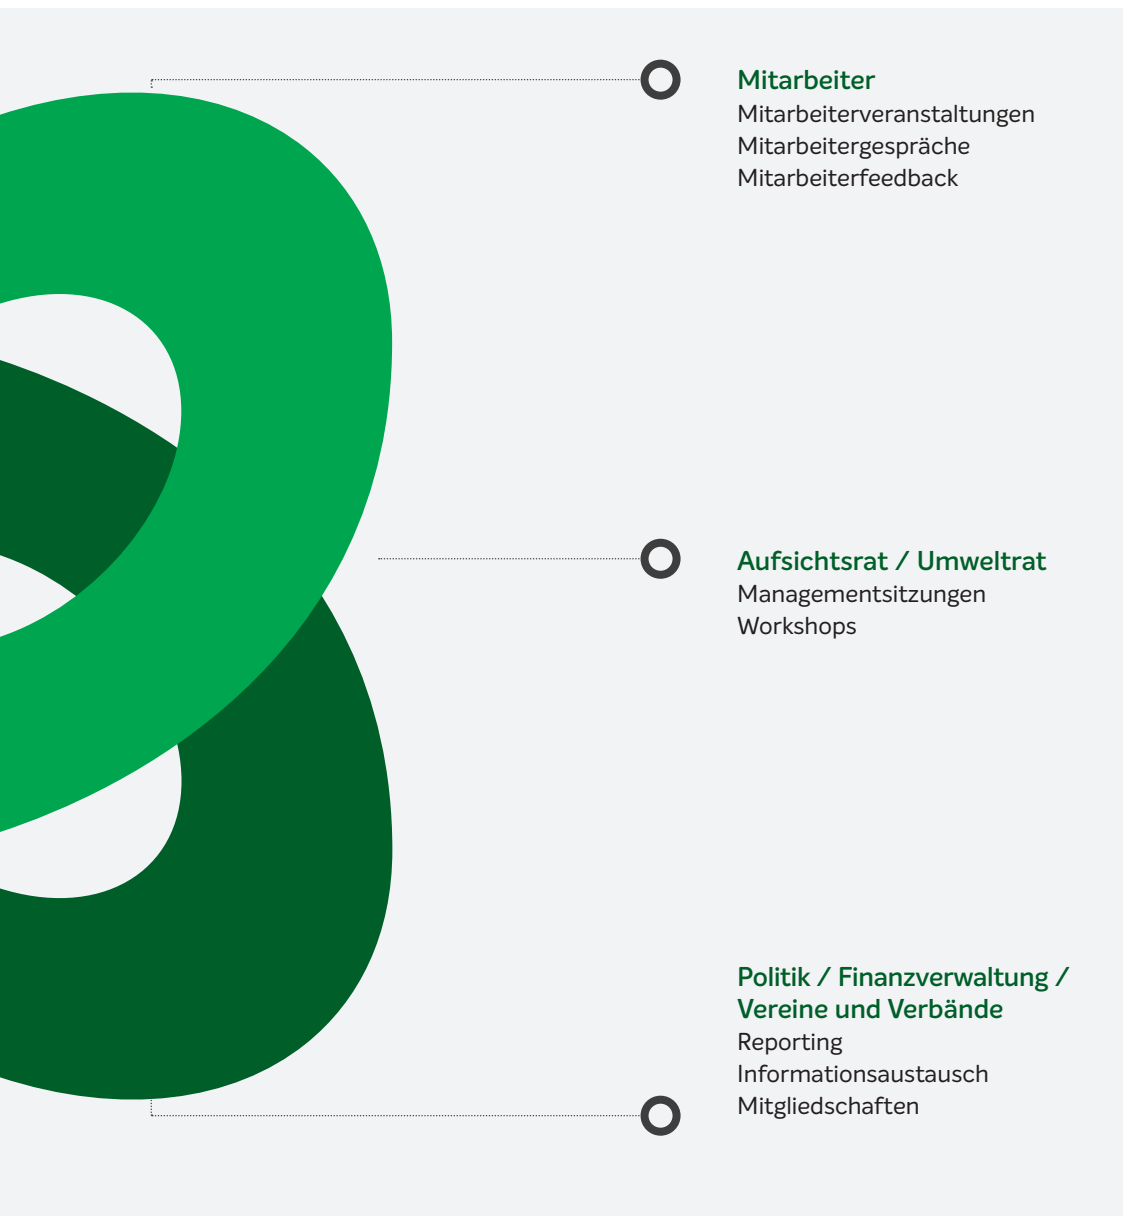 Mitarbeiter
Mitarbeiterveranstaltungen
Mitarbeitergespräche
Mitarbeiterfeedback
Aufsichtsrat / Umweltrat
Managementsitzungen
Workshops
Politik / Finanzverwaltung /
Vereine und Verbände
Reporting
Informationsaustausch
Mitgliedschaften